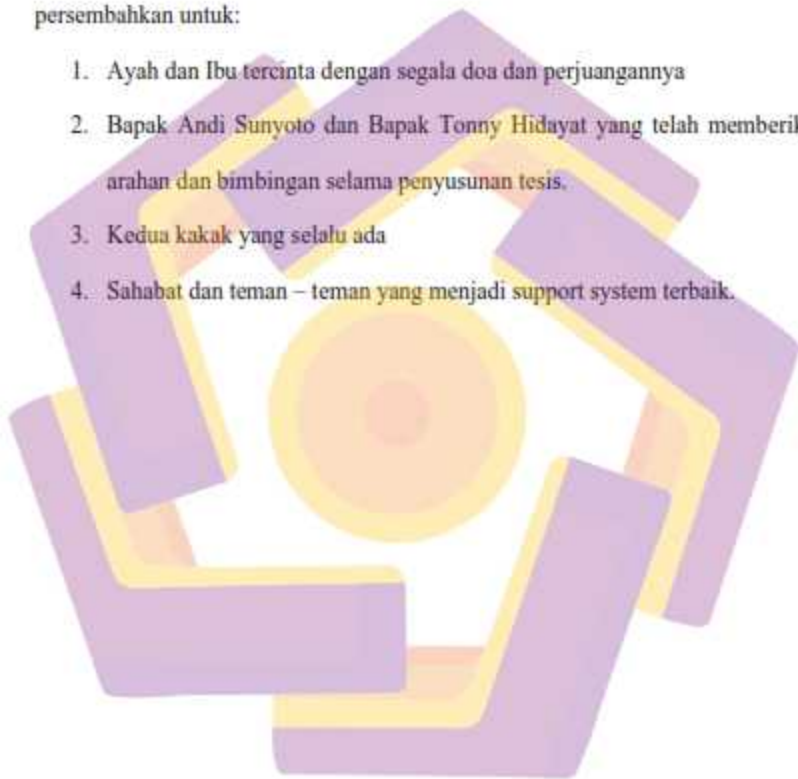 persembahkan untuk:
1. Ayah dan Ibu tercinta dengan segala doa dan perjuangannya
2. Bapak Andi Sunyoto dan Bapak Tonny Hidayat yang telah memberik
arahan dan bimbingan selama penyusunan tesis.
3. Kedua kakak yang selalu ada
4. Sahabat dan teman – teman yang menjadi support system terbaik.